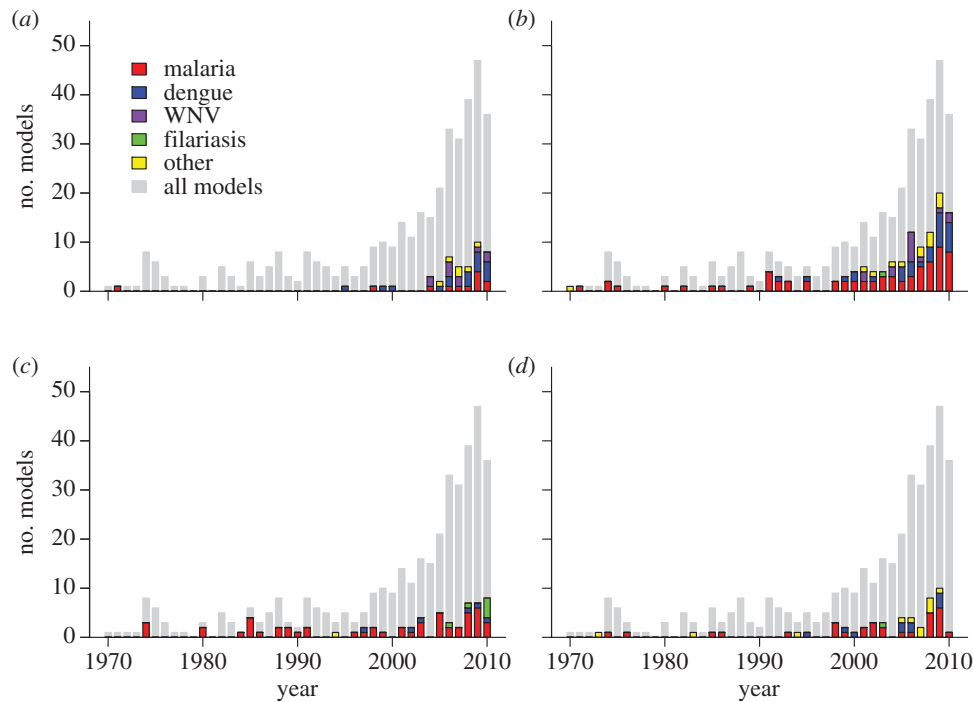 (a)
(b)
50
40
30
20
10
0
no. models
malaria
dengue
WNV
filariasis
other
all models
(c)
(d)
50
40
30
20
10
0
no. models
1970
1980
1990
2000
2010
year
1970
1980
1990
2000
2010
year